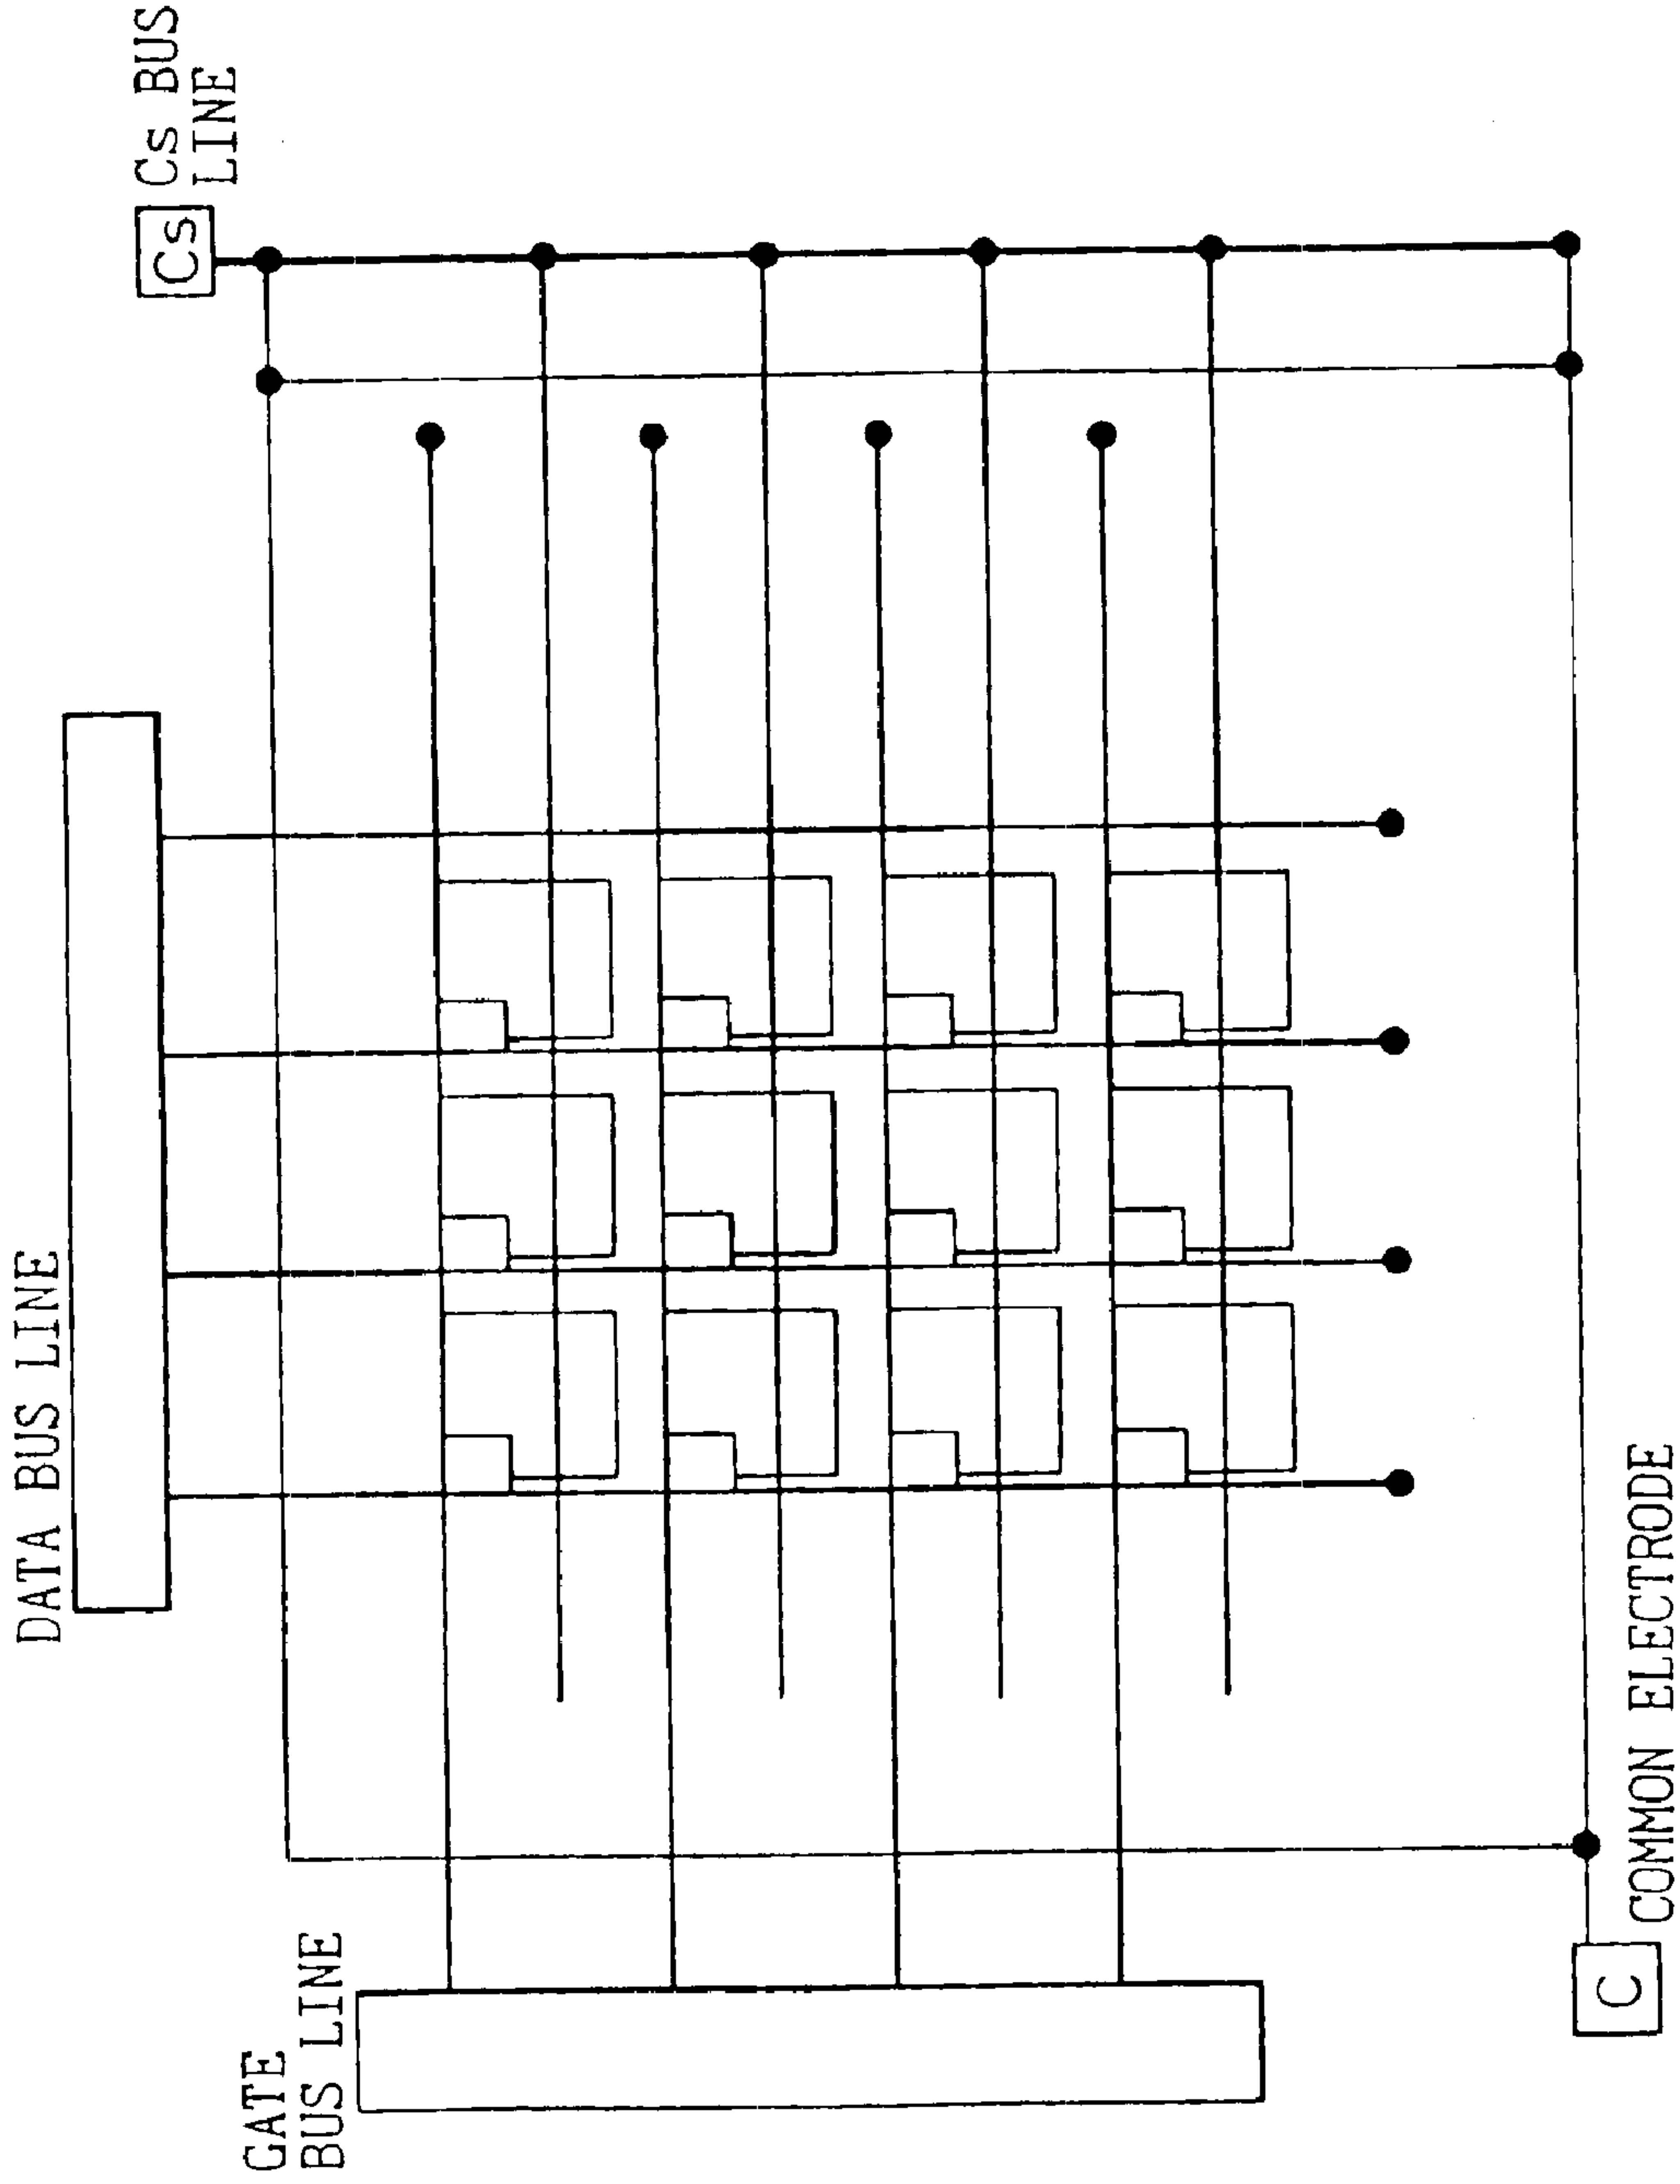 DATA BUS LINE
Cs
Cs BUS
LINE
GATE
BUS LINE
C
COMMON ELECTRODE